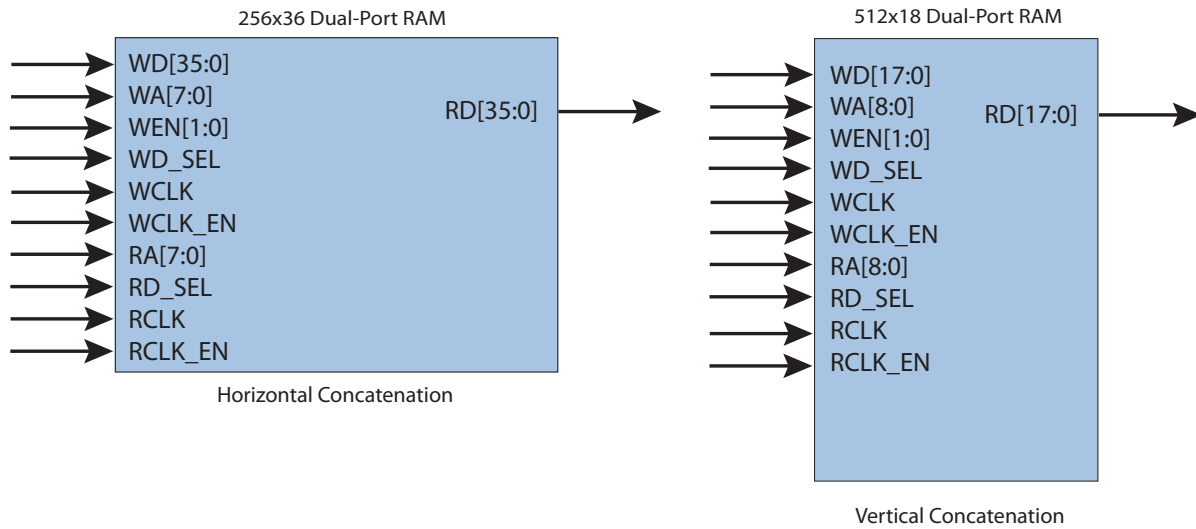 256x36 Dual-Port RAM
WD[35:0]
WA[7:0]
WEN[1:0]
WD_SEL
WCLK
WCLK_EN
RA[7:0]
RD_SEL
RCLK
RCLK_EN
RD[35:0]
Horizontal Concatenation
512x18 Dual-Port RAM
WD[17:0]
WA[8:0]
WEN[1:0]
WD_SEL
WCLK
WCLK_EN
RA[8:0]
RD_SEL
RCLK
RCLK_EN
RD[17:0]
Vertical Concatenation